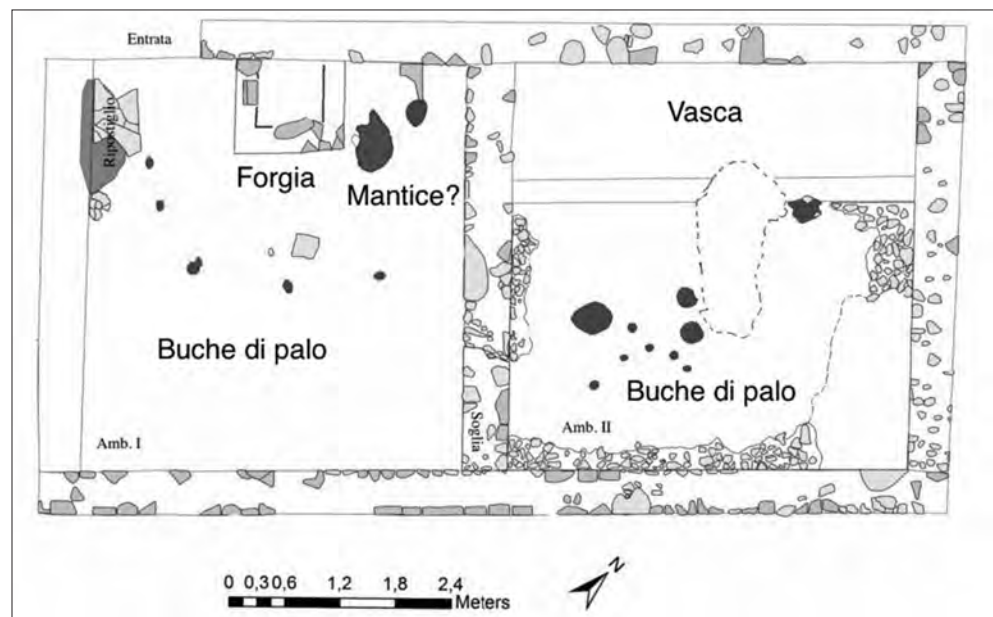 Entrata
Ripostiglio
Forgia
Mantice?
Vasca
Buche di palo
Buche di palo
Soglia
Amb. I
Amb. II
N
0 0,3 0,6 1,2 1,8 2,4
Meters